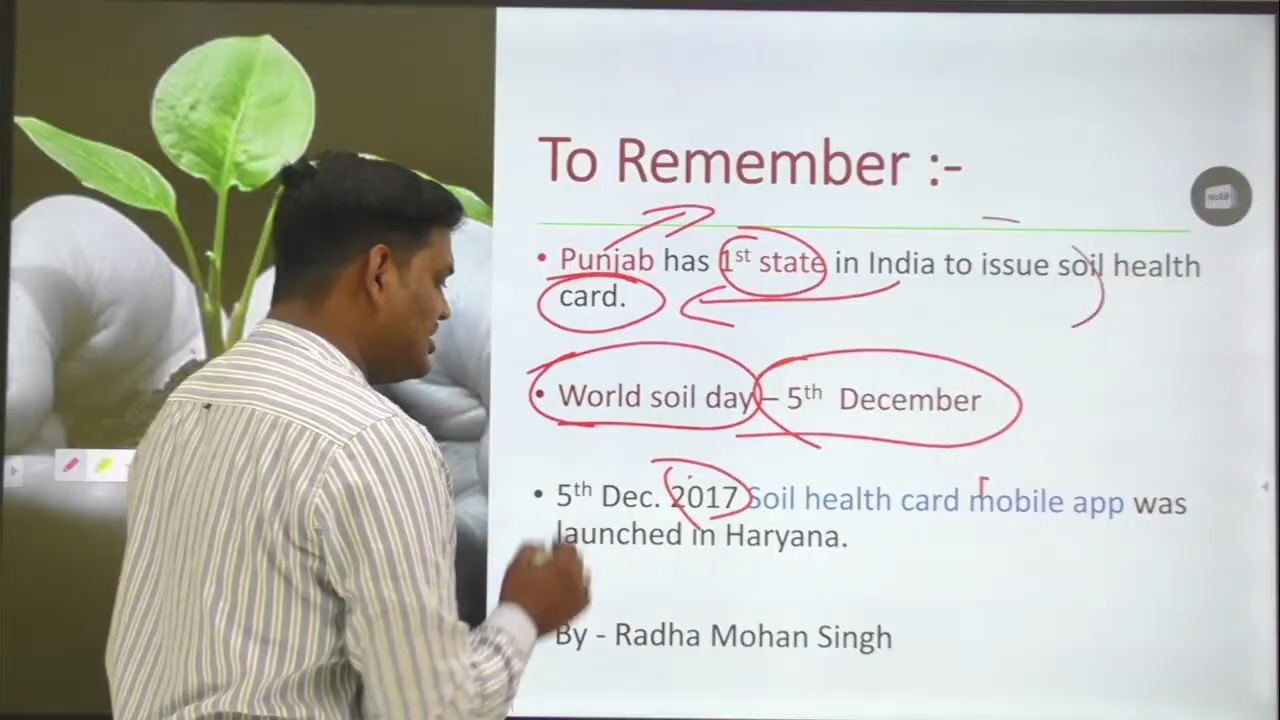 To Remember :-
• Punjab has 1st state in India to issue soil health
card.
• World soil day – 5th December
• 5th Dec. 2017 Soil health card mobile app was
launched in Haryana.
By - Radha Mohan Singh
note